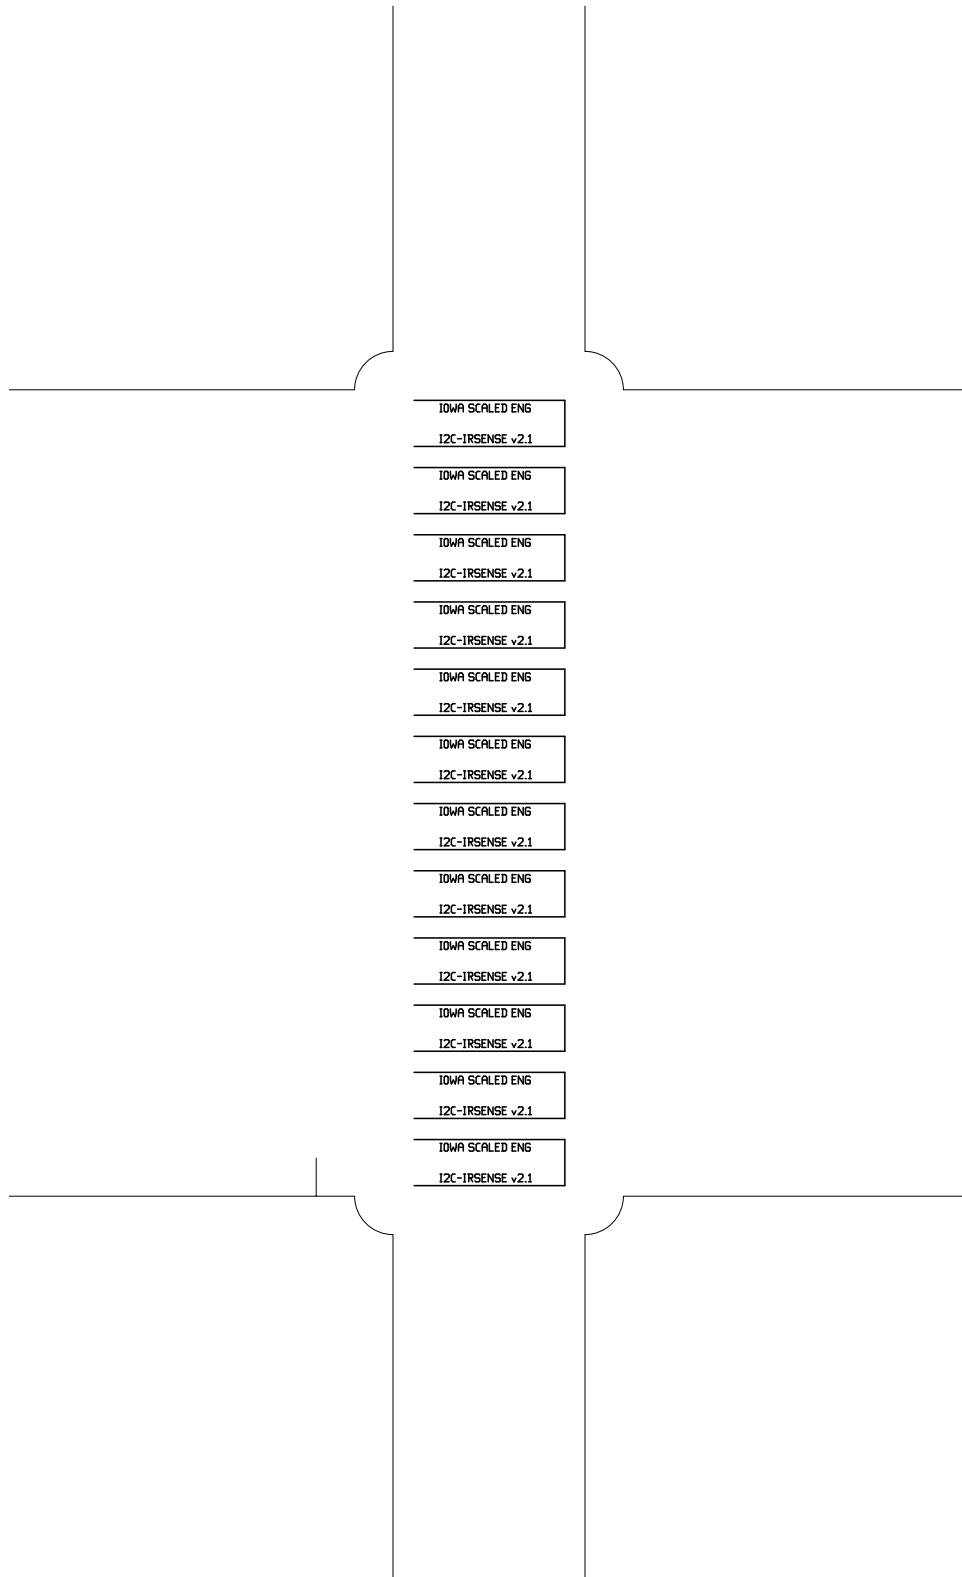 IOWA SCALED ENG
I2C-IRSENSE v2.1
IOWA SCALED ENG
I2C-IRSENSE v2.1
IOWA SCALED ENG
I2C-IRSENSE v2.1
IOWA SCALED ENG
I2C-IRSENSE v2.1
IOWA SCALED ENG
I2C-IRSENSE v2.1
IOWA SCALED ENG
I2C-IRSENSE v2.1
IOWA SCALED ENG
I2C-IRSENSE v2.1
IOWA SCALED ENG
I2C-IRSENSE v2.1
IOWA SCALED ENG
I2C-IRSENSE v2.1
IOWA SCALED ENG
I2C-IRSENSE v2.1
IOWA SCALED ENG
I2C-IRSENSE v2.1
IOWA SCALED ENG
I2C-IRSENSE v2.1